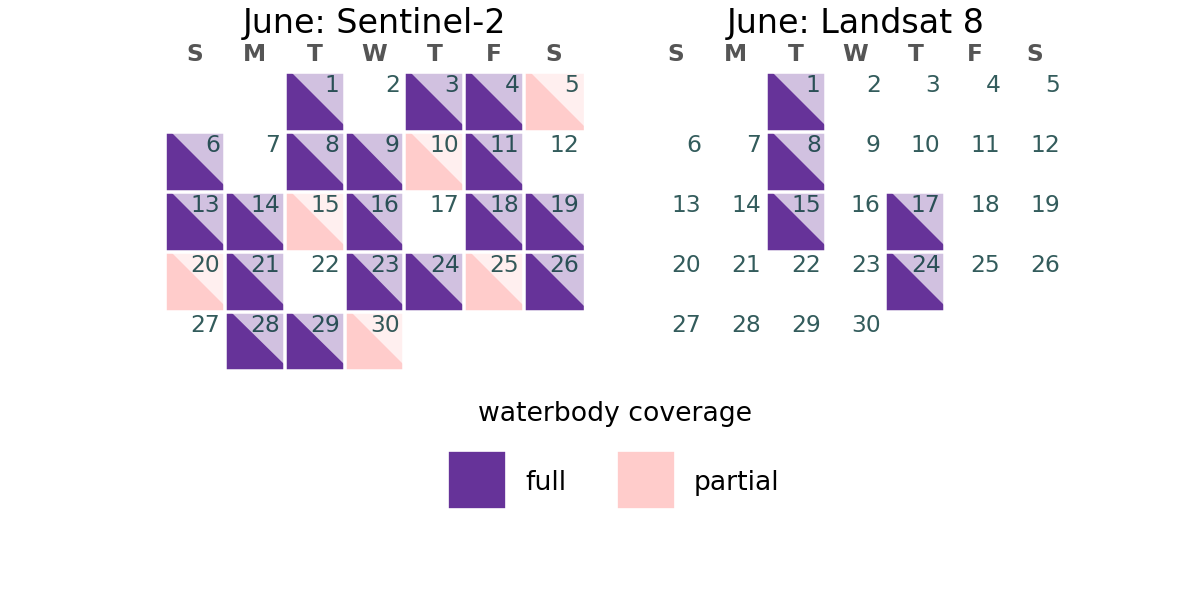 June: Sentinel-2
S M T W T F S
1 2 3 4 5
6 7 8 9 10 11 12
13 14 15 16 17 18 19
20 21 22 23 24 25 26
27 28 29 30
June: Landsat 8
S M T W T F S
1 2 3 4 5
6 7 8 9 10 11 12
13 14 15 16 17 18 19
20 21 22 23 24 25 26
27 28 29 30
waterbody coverage
full partial